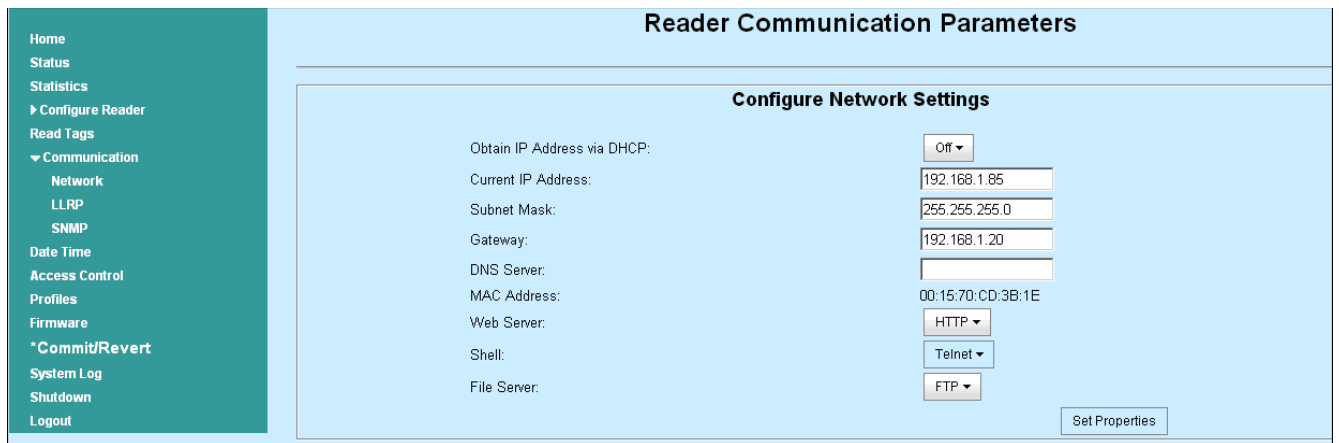 Home
Status
Statistics
Configure Reader
Read Tags
Communication
Network
LLRP
SNMP
Date Time
Access Control
Profiles
Firmware
*Commit/Revert
System Log
Shutdown
Logout
Reader Communication Parameters
Configure Network Settings
Obtain IP Address via DHCP: Off
Current IP Address: 192.168.1.85
Subnet Mask: 255.255.255.0
Gateway: 192.168.1.20
DNS Server:
MAC Address: 00:15:70:CD:3B:1E
Web Server: HTTP
Shell: Telnet
File Server: FTP
Set Properties